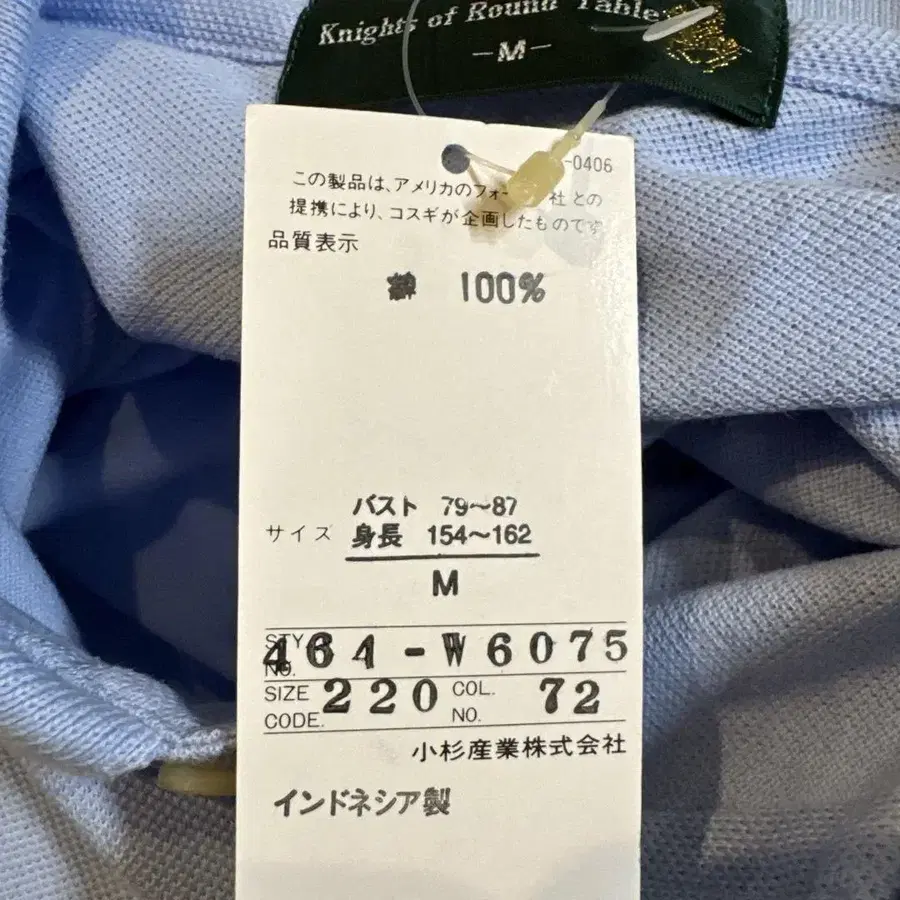 Knights of Round Table
-M-
-0406
この製品は、アメリカのフォー 社との
提携により、コスギが企画したものです
品質表示
綿 100%
バスト 79〜87
サイズ 身長 154〜162
M
STY NO. 464-W6075
SIZE CODE. 220 COL. NO. 72
小杉産業株式会社
インドネシア製